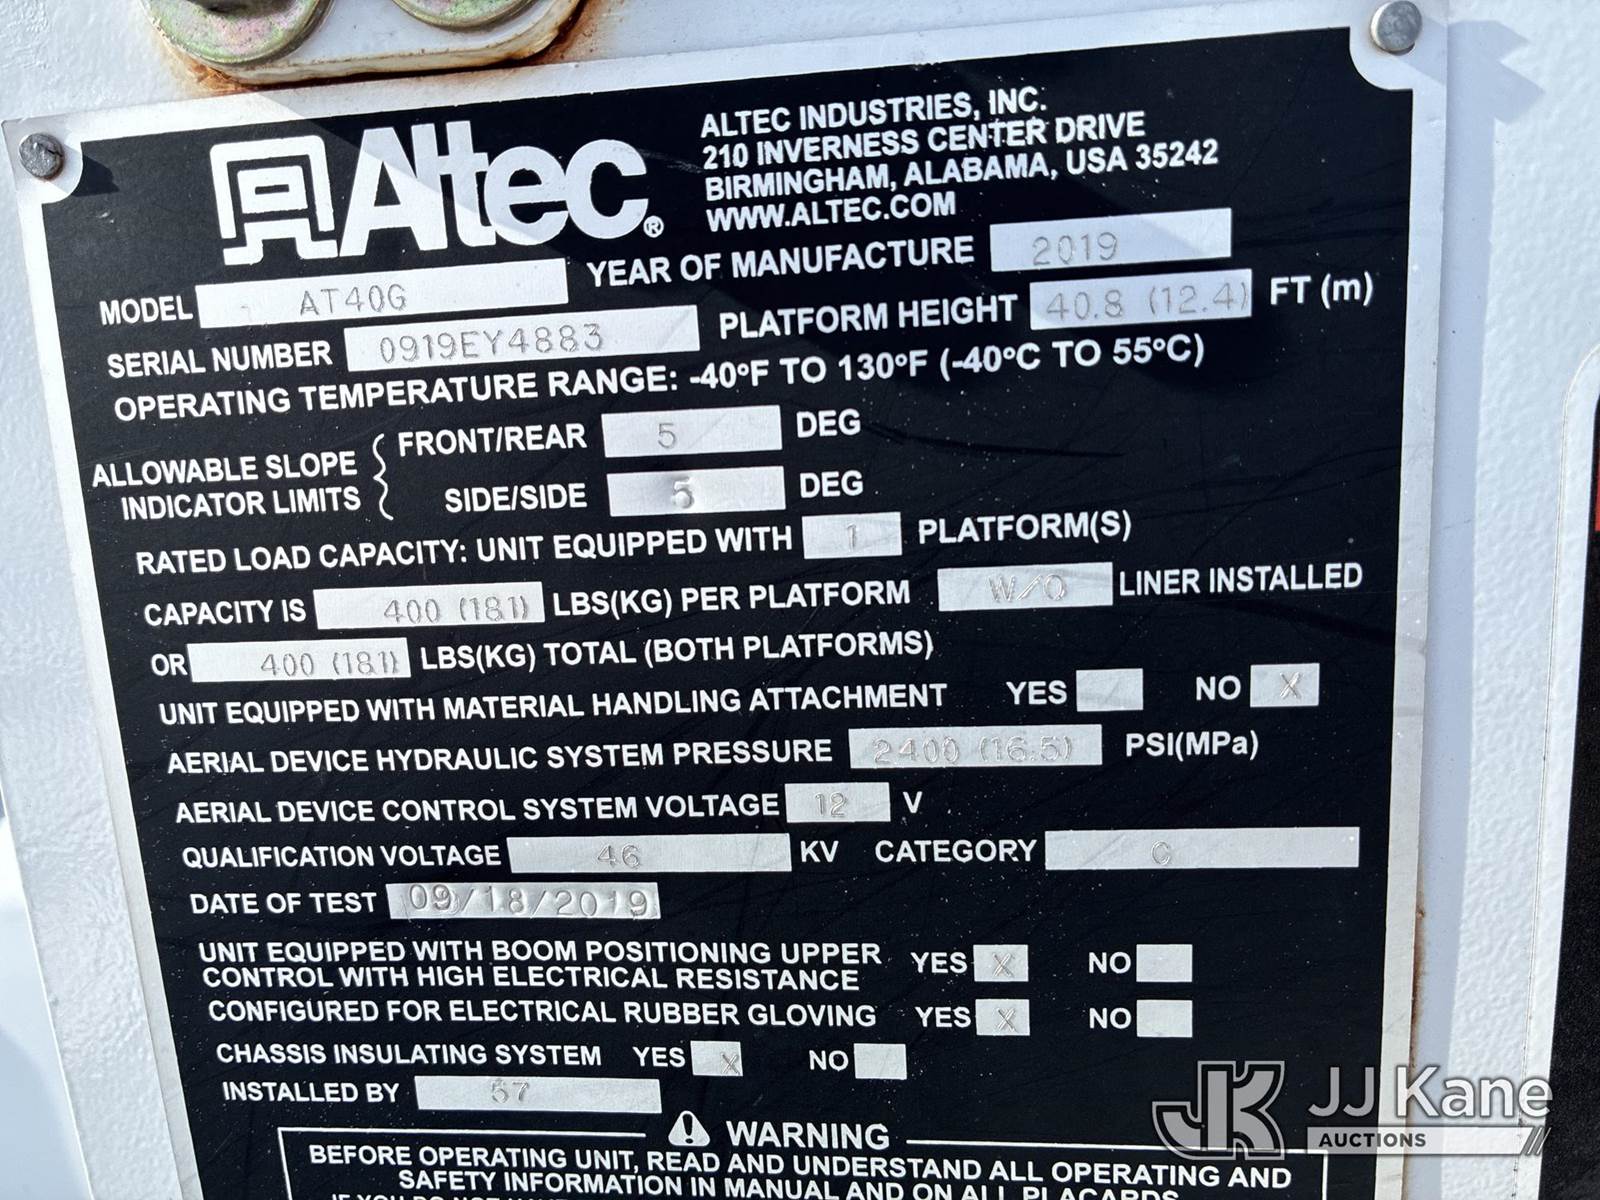 Altec®
ALTEC INDUSTRIES, INC.
210 INVERNESS CENTER DRIVE
BIRMINGHAM, ALABAMA, USA 35242
WWW.ALTEC.COM
MODEL AT40G YEAR OF MANUFACTURE 2019
SERIAL NUMBER 0919EY4883 PLATFORM HEIGHT 40.8 (12.4) FT (m)
OPERATING TEMPERATURE RANGE: -40°F TO 130°F (-40°C TO 55°C)
ALLOWABLE SLOPE INDICATOR LIMITS { FRONT/REAR 5 DEG
SIDE/SIDE 5 DEG
RATED LOAD CAPACITY: UNIT EQUIPPED WITH 1 PLATFORM(S)
CAPACITY IS 400 (181) LBS(KG) PER PLATFORM W/O LINER INSTALLED
OR 400 (181) LBS(KG) TOTAL (BOTH PLATFORMS)
UNIT EQUIPPED WITH MATERIAL HANDLING ATTACHMENT YES NO X
AERIAL DEVICE HYDRAULIC SYSTEM PRESSURE 2400 (16.5) PSI(MPa)
AERIAL DEVICE CONTROL SYSTEM VOLTAGE 12 V
QUALIFICATION VOLTAGE 46 KV CATEGORY C
DATE OF TEST 09/18/2019
UNIT EQUIPPED WITH BOOM POSITIONING UPPER
CONTROL WITH HIGH ELECTRICAL RESISTANCE YES X NO
CONFIGURED FOR ELECTRICAL RUBBER GLOVING YES X NO
CHASSIS INSULATING SYSTEM YES X NO
INSTALLED BY 57
WARNING
BEFORE OPERATING UNIT, READ AND UNDERSTAND ALL OPERATING AND
SAFETY INFORMATION IN MANUAL AND ON ALL PLACARDS.
JJ Kane
AUCTIONS